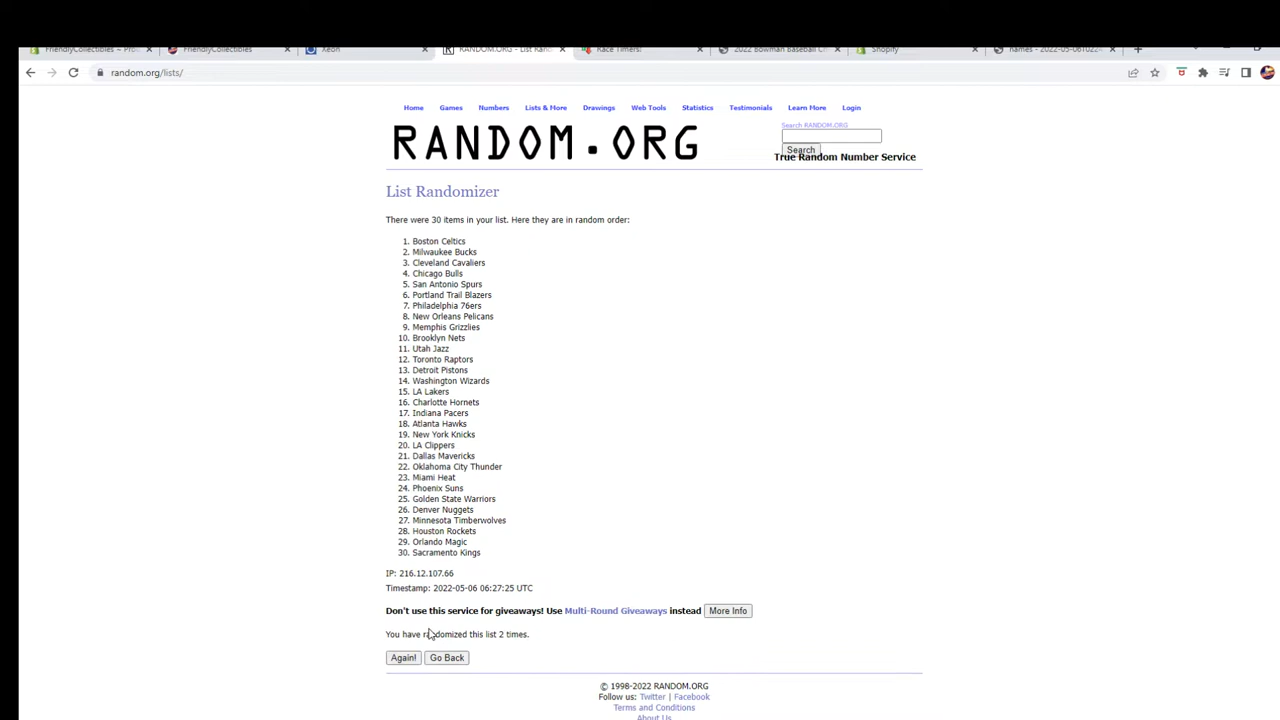 FriendlyCollectibles ~ Pro
FriendlyCollectibles
Xeon
RANDOM.ORG - List Ran
Race Timers!
2022 Bowman Baseball C
Shopify
names - 2022-05-06T022
random.org/lists/
Home Games Numbers Lists & More Drawings Web Tools Statistics Testimonials Learn More Login
RANDOM.ORG
Search RANDOM.ORG
Search
True Random Number Service
List Randomizer
There were 30 items in your list. Here they are in random order:
1. Boston Celtics
2. Milwaukee Bucks
3. Cleveland Cavaliers
4. Chicago Bulls
5. San Antonio Spurs
6. Portland Trail Blazers
7. Philadelphia 76ers
8. New Orleans Pelicans
9. Memphis Grizzlies
10. Brooklyn Nets
11. Utah Jazz
12. Toronto Raptors
13. Detroit Pistons
14. Washington Wizards
15. LA Lakers
16. Charlotte Hornets
17. Indiana Pacers
18. Atlanta Hawks
19. New York Knicks
20. LA Clippers
21. Dallas Mavericks
22. Oklahoma City Thunder
23. Miami Heat
24. Phoenix Suns
25. Golden State Warriors
26. Denver Nuggets
27. Minnesota Timberwolves
28. Houston Rockets
29. Orlando Magic
30. Sacramento Kings
IP: 216.12.107.66
Timestamp: 2022-05-06 06:27:25 UTC
Don't use this service for giveaways! Use Multi-Round Giveaways instead More Info
You have randomized this list 2 times.
Again! Go Back
© 1998-2022 RANDOM.ORG
Follow us: Twitter | Facebook
Terms and Conditions
About Us